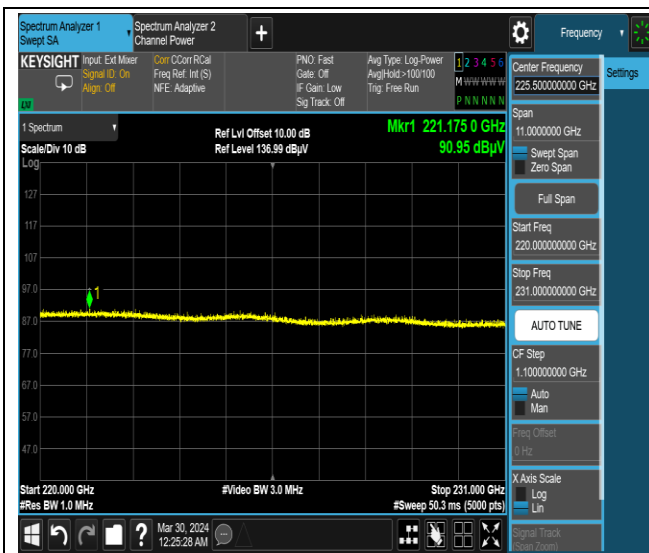 Spectrum Analyzer 1
Swept SA
Spectrum Analyzer 2
Channel Power
+
Frequency
KEYSIGHT
Input: Ext Mixer
Signal ID: On
Align: Off
Corr CCorr RCal
Freq Ref: Int (S)
NFE: Adaptive
PNO: Fast
Gate: Off
IF Gain: Low
Sig Track: Off
Avg Type: Log-Power
Avg|Hold:>100/100
Trig: Free Run
1 2 3 4 5 6
M W W W W W
P N N N N N
LXI
Center Frequency
225.500000000 GHz
Settings
Span
11.0000000 GHz
Swept Span
Zero Span
Full Span
Start Freq
220.000000000 GHz
Stop Freq
231.000000000 GHz
AUTO TUNE
CF Step
1.100000000 GHz
Auto
Man
Freq Offset
0 Hz
X Axis Scale
Log
Lin
Signal Track
(Span Zoom)
1 Spectrum
Scale/Div 10 dB
Log
Ref Lvl Offset 10.00 dB
Ref Level 136.99 dBµV
Mkr1 221.175 0 GHz
90.95 dBµV
127
117
107
97.0
1
87.0
77.0
67.0
57.0
47.0
Start 220.000 GHz
#Res BW 1.0 MHz
#Video BW 3.0 MHz
Stop 231.000 GHz
#Sweep 50.3 ms (5000 pts)
?
Mar 30, 2024
12:25:28 AM